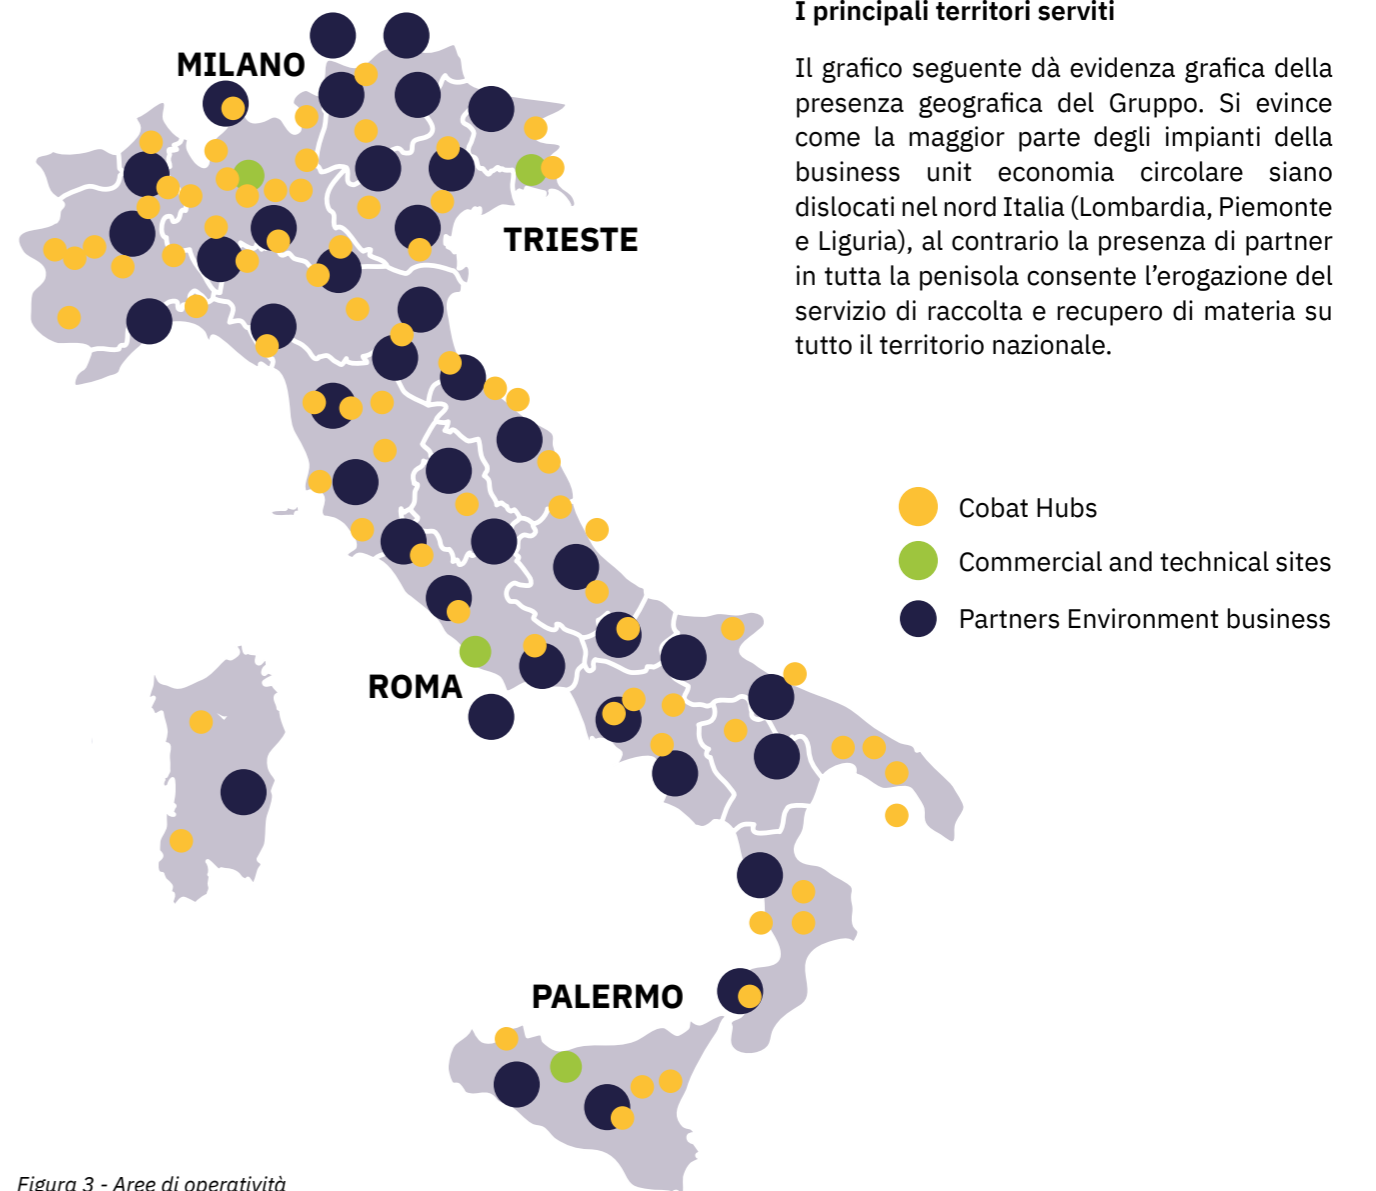 I principali territori serviti
Il grafico seguente dà evidenza grafica della
presenza geografica del Gruppo. Si evince
come la maggior parte degli impianti della
business unit economia circolare siano
dislocati nel nord Italia (Lombardia, Piemonte
e Liguria), al contrario la presenza di partner
in tutta la penisola consente l’erogazione del
servizio di raccolta e recupero di materia su
tutto il territorio nazionale.
MILANO
TRIESTE
ROMA
PALERMO
Cobat Hubs
Commercial and technical sites
Partners Environment business
Figura 3 - Aree di operatività